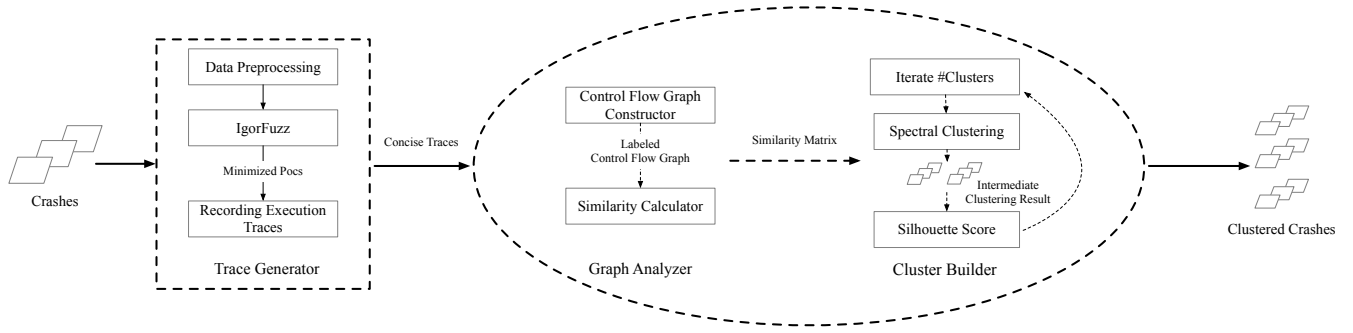 Crashes
Data Preprocessing
IgorFuzz
Minimized Pocs
Recording Execution
Traces
Trace Generator
Concise Traces
Control Flow Graph
Constructor
Labeled
Control Flow Graph
Similarity Calculator
Graph Analyzer
Similarity Matrix
Iterate #Clusters
Spectral Clustering
Intermediate
Clustering Result
Silhouette Score
Cluster Builder
Clustered Crashes